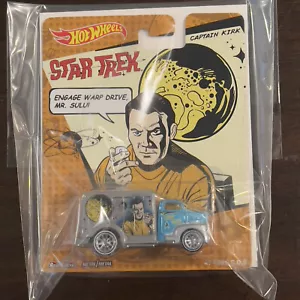 HOT WHEELS
CAPTAIN KIRK
STAR TREK
ENGAGE WARP DRIVE,
MR. SULU!